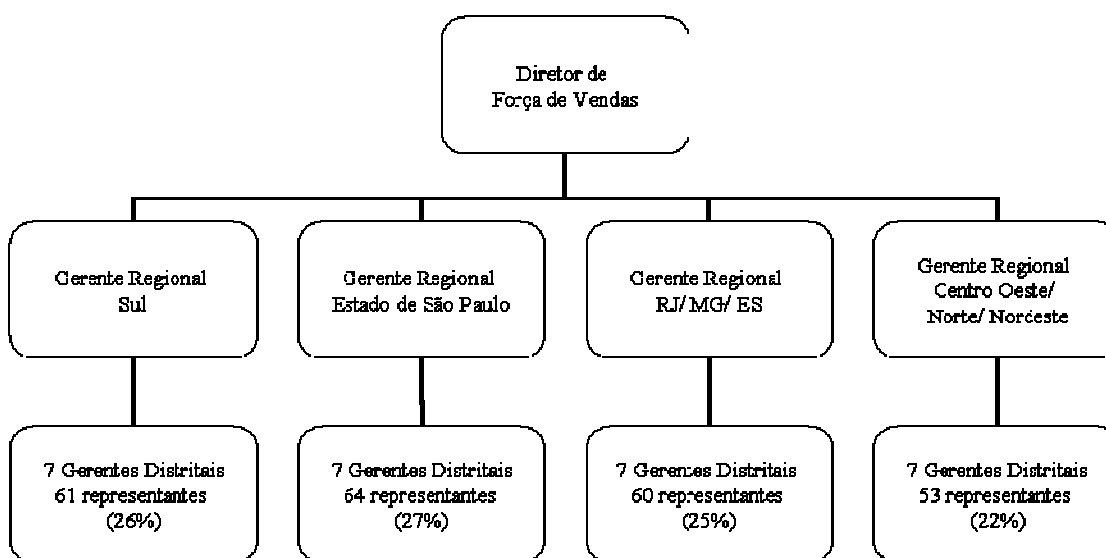 Diretor de
Força de Vendas
Gerente Regional
Sul
Gerente Regional
Estado de São Paulo
Gerente Regional
RJ/ MG/ ES
Gerente Regional
Centro Oeste/
Norte/ Nordeste
7 Gerentes Distritais
61 representantes
(26%)
7 Gerentes Distritais
64 representantes
(27%)
7 Gerentes Distritais
60 representantes
(25%)
7 Gerentes Distritais
53 representantes
(22%)